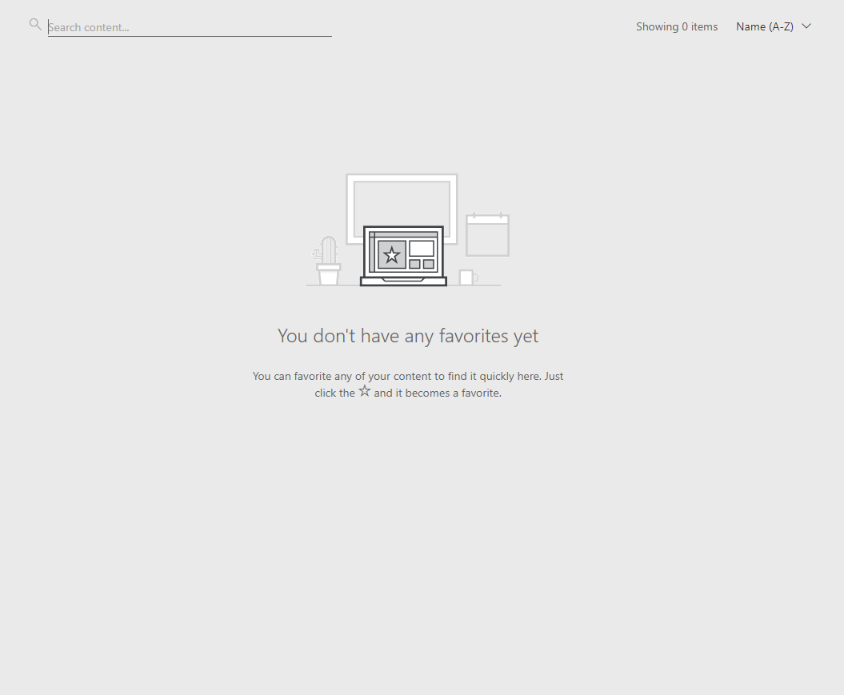 Search content...
Showing 0 items
Name (A-Z)
You don't have any favorites yet
You can favorite any of your content to find it quickly here. Just
click the ☆ and it becomes a favorite.